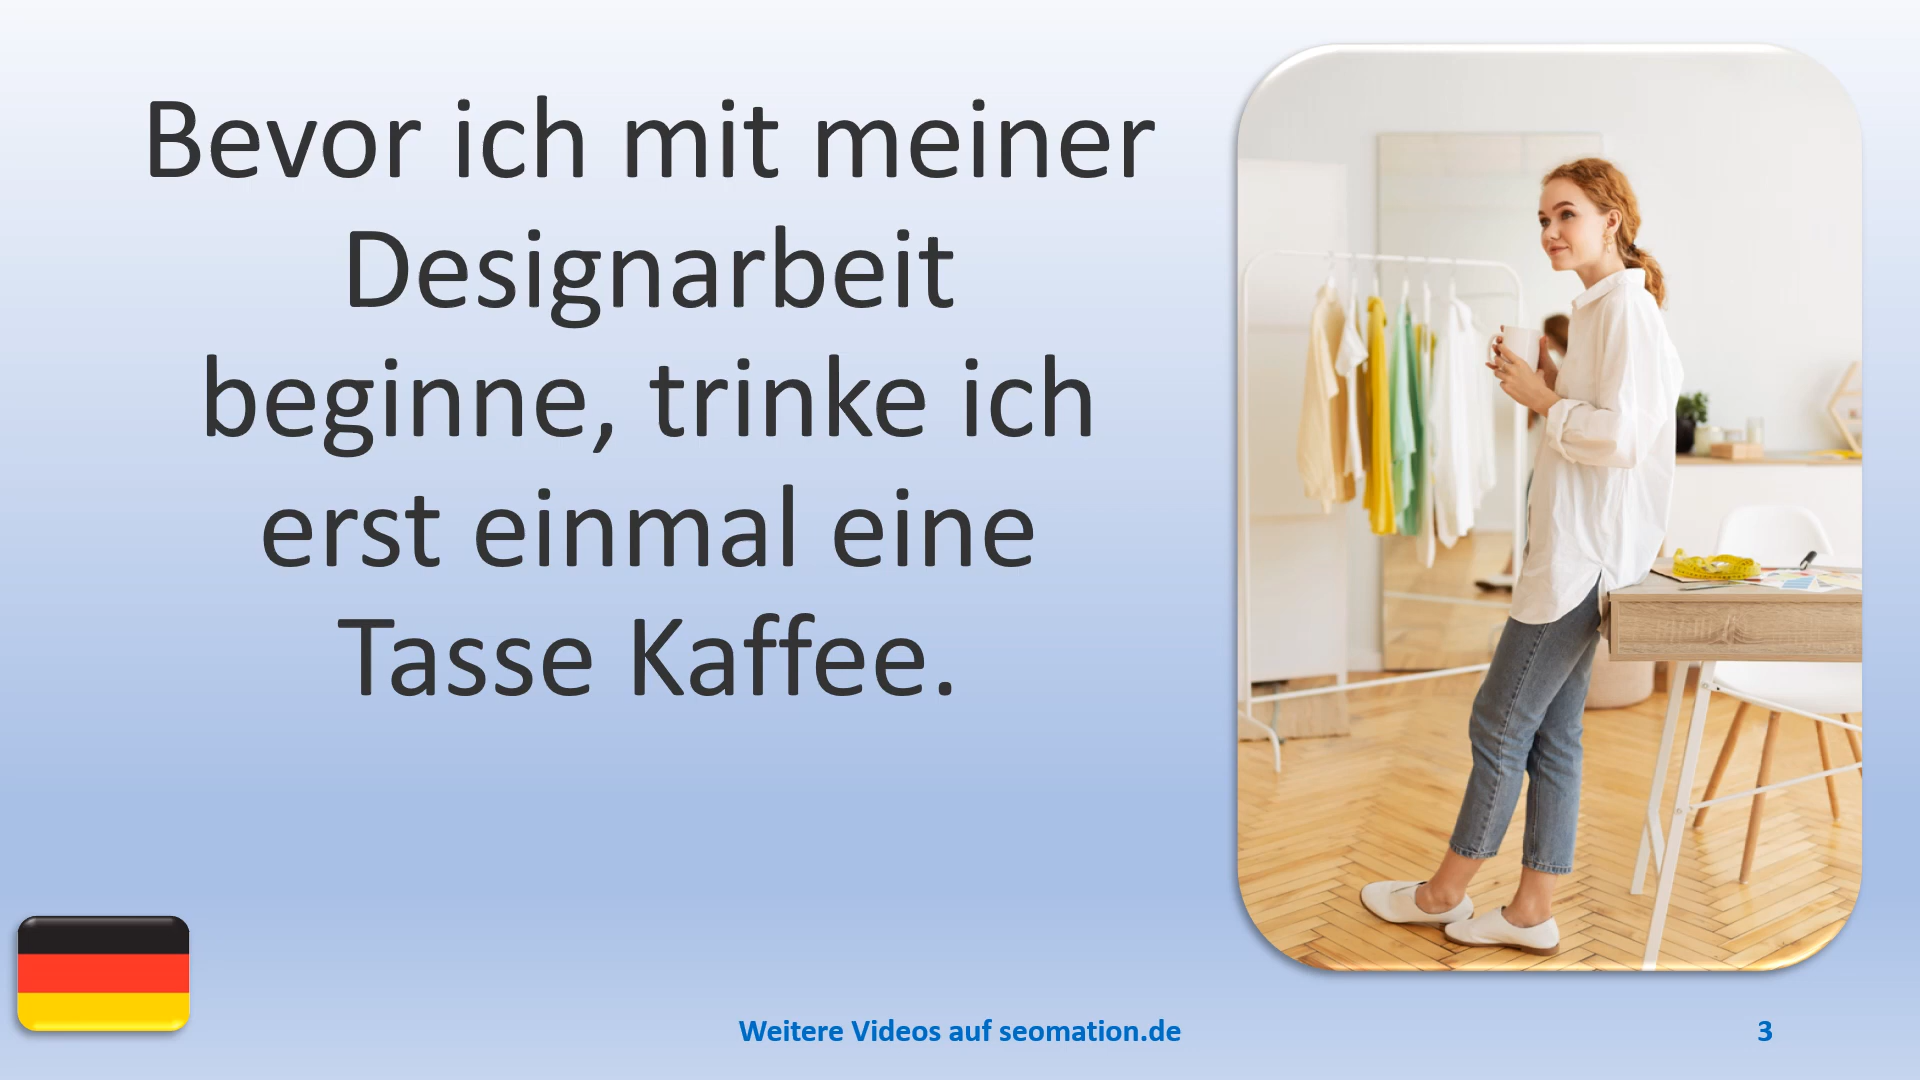 Bevor ich mit meiner
Designarbeit
beginne, trinke ich
erst einmal eine
Tasse Kaffee.
Weitere Videos auf seomation.de
3